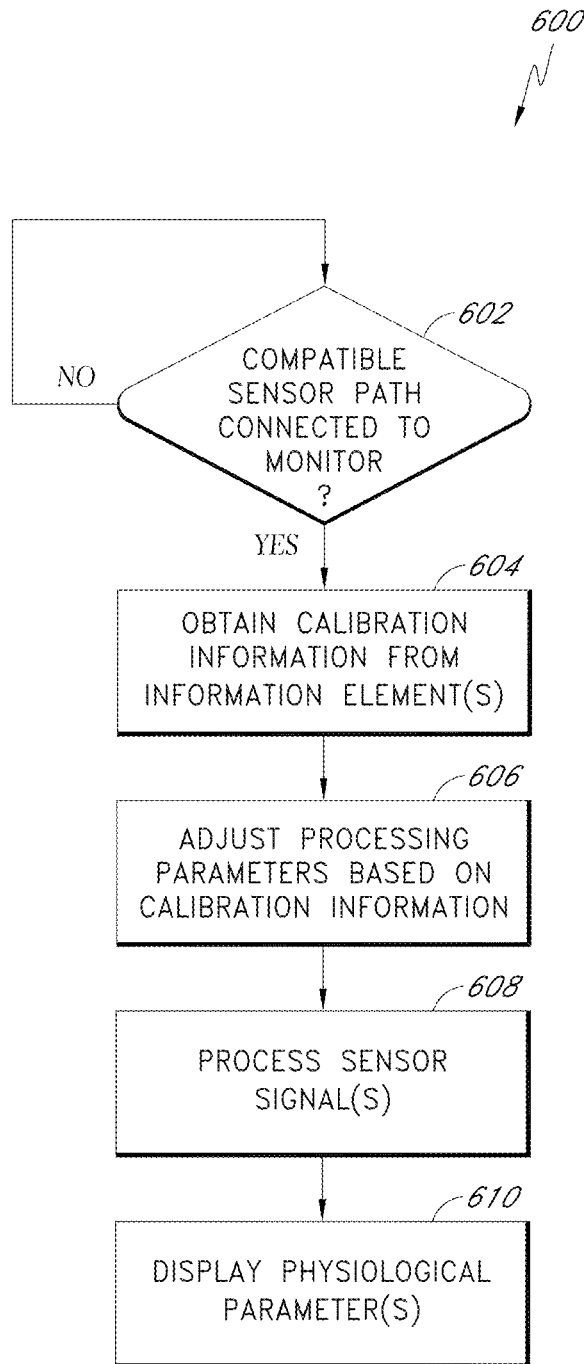 600
602
COMPATIBLE
SENSOR PATH
CONNECTED TO
MONITOR
?
NO
YES
604
OBTAIN CALIBRATION
INFORMATION FROM
INFORMATION ELEMENT(S)
606
ADJUST PROCESSING
PARAMETERS BASED ON
CALIBRATION INFORMATION
608
PROCESS SENSOR
SIGNAL(S)
610
DISPLAY PHYSIOLOGICAL
PARAMETER(S)